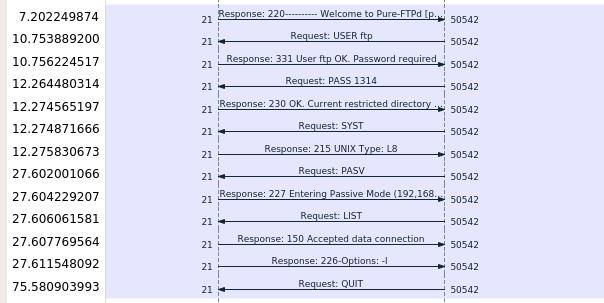 7.202249874 21 Response: 220---------- Welcome to Pure-FTPd [p... 50542
10.753889200 21 Request: USER ftp 50542
10.756224517 21 Response: 331 User ftp OK. Password required 50542
12.264480314 21 Request: PASS 1314 50542
12.274565197 21 Response: 230 OK. Current restricted directory ... 50542
12.274871666 21 Request: SYST 50542
12.275830673 21 Response: 215 UNIX Type: L8 50542
27.602001066 21 Request: PASV 50542
27.604229207 21 Response: 227 Entering Passive Mode (192,168... 50542
27.606061581 21 Request: LIST 50542
27.607769564 21 Response: 150 Accepted data connection 50542
27.611548092 21 Response: 226-Options: -l 50542
75.580903993 21 Request: QUIT 50542